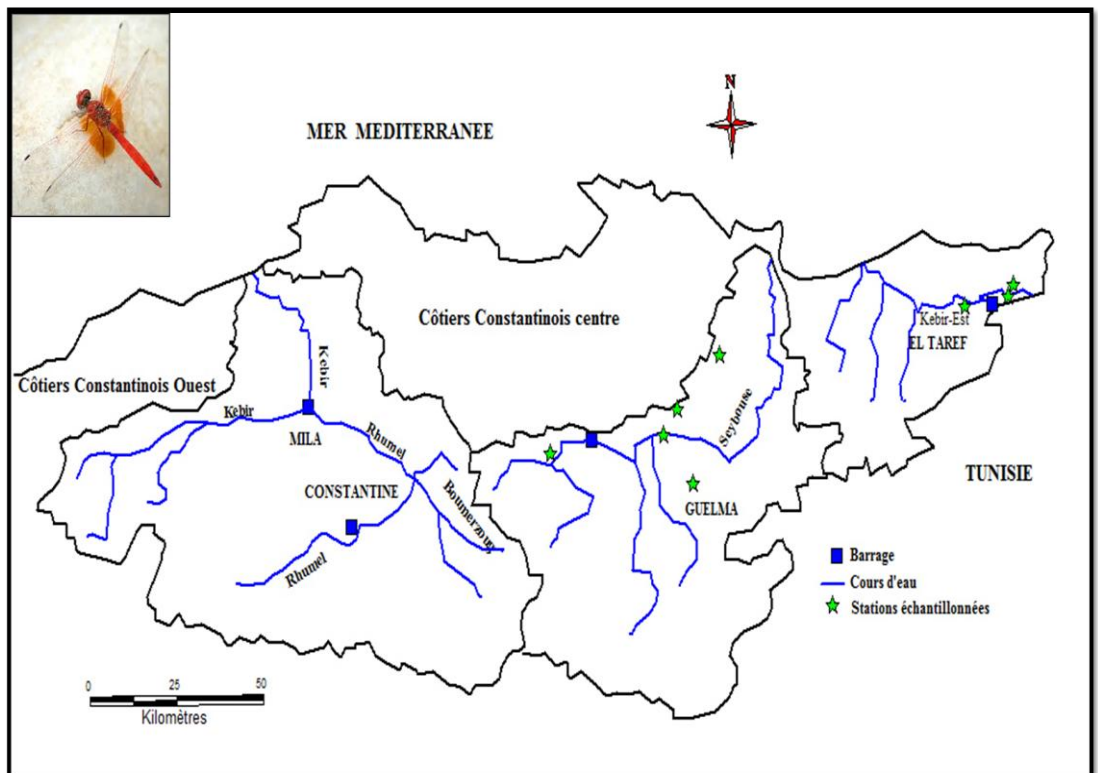 N
MER MEDITERRANEE
Côtiers Constantinois centre
Côtiers Constantinois Ouest
Kebir
Kebir
MILA
Rhumel
CONSTANTINE
Boumerzoug
Rhumel
Seybouse
GUELMA
Kebir-Est
EL TAREF
TUNISIE
Barrage
Cours d'eau
Stations échantillonnées
0 25 50
Kilomètres